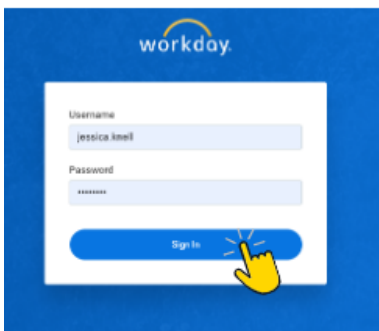 workday.
Username
jessica.knell
Password
••••••••
Sign In